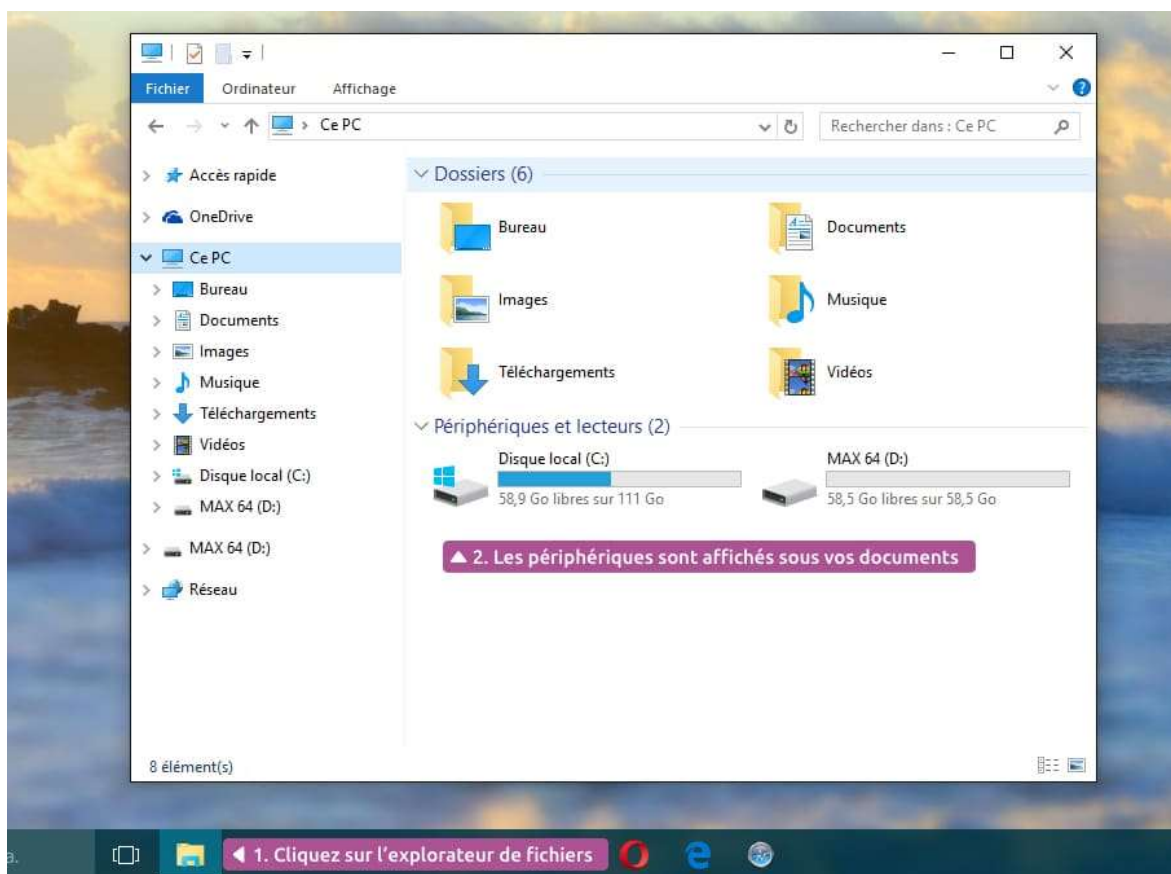 Fichier Ordinateur Affichage
Ce PC
Rechercher dans : Ce PC
Accès rapide
OneDrive
Ce PC
Bureau
Documents
Images
Musique
Téléchargements
Vidéos
Disque local (C:)
MAX 64 (D:)
MAX 64 (D:)
Réseau
Dossiers (6)
Bureau
Documents
Images
Musique
Téléchargements
Vidéos
Périphériques et lecteurs (2)
Disque local (C:)
58,9 Go libres sur 111 Go
MAX 64 (D:)
58,5 Go libres sur 58,5 Go
2. Les périphériques sont affichés sous vos documents
8 élément(s)
a.
1. Cliquez sur l’explorateur de fichiers